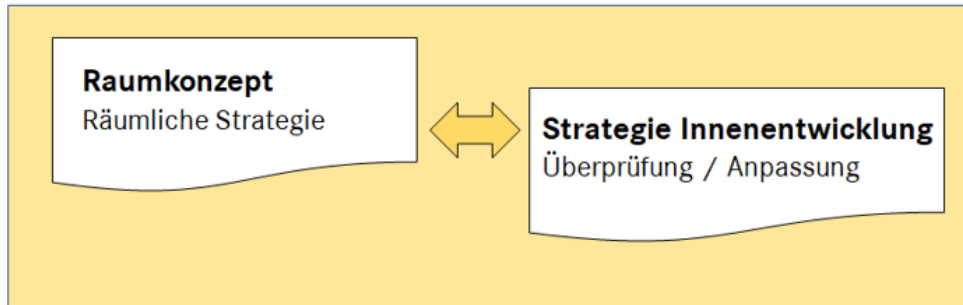 Raumkonzept
Räumliche Strategie
Strategie Innenentwicklung
Überprüfung / Anpassung